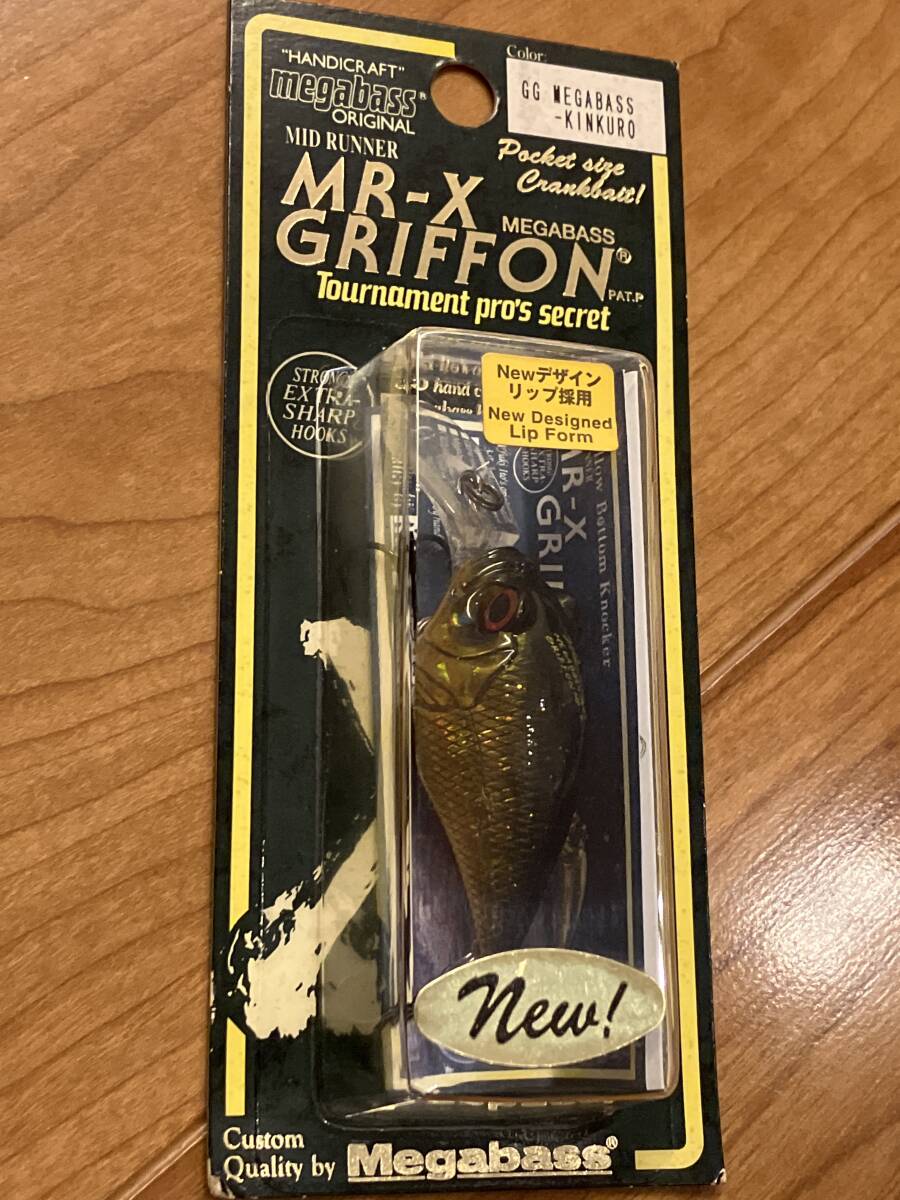 Color:
GG MEGABASS
-KINKURO
"HANDICRAFT"
megabass®
ORIGINAL
MID RUNNER
Pocket size
Crankbait!
MR-X
MEGABASS
GRIFFON®
PAT.P
Tournament pro's secret
STRONG
EXTRA-
SHARP
HOOKS
Newデザイン
リップ採用
New Designed
Lip Form
hand
Bottom Knocker
MR-X
New!
Custom
Quality by Megabass®